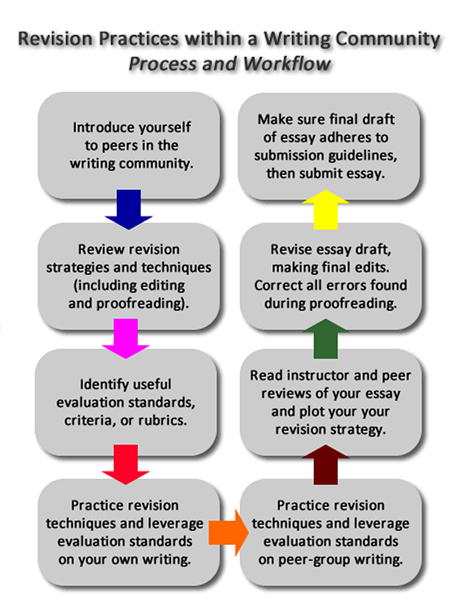 Revision Practices within a Writing Community
Process and Workflow
Introduce yourself
to peers in the
writing community.
Review revision
strategies and techniques
(including editing
and proofreading).
Identify useful
evaluation standards,
criteria, or rubrics.
Practice revision
techniques and leverage
evaluation standards
on your own writing.
Practice revision
techniques and leverage
evaluation standards
on peer-group writing.
Read instructor and peer
reviews of your essay
and plot your your
revision strategy.
Revise essay draft,
making final edits.
Correct all errors found
during proofreading.
Make sure final draft
of essay adheres to
submission guidelines,
then submit essay.